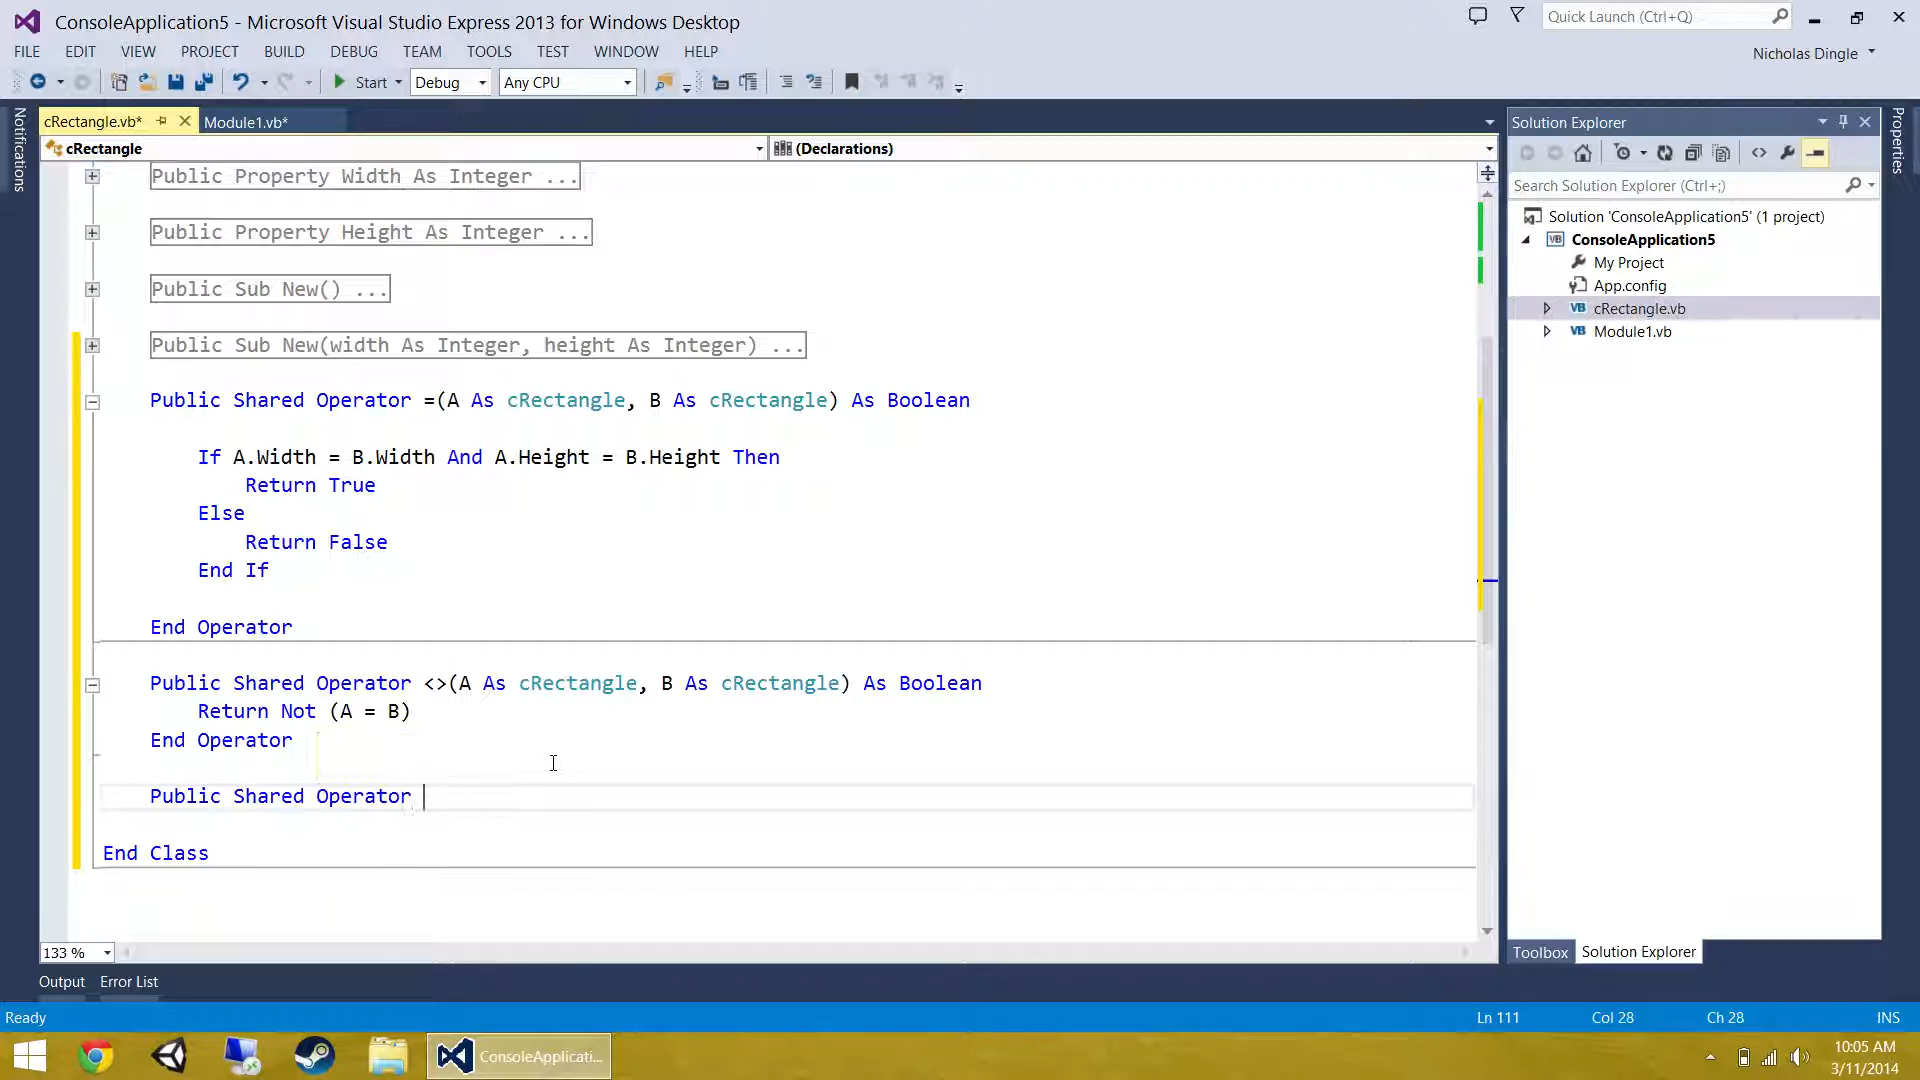 ConsoleApplication5 - Microsoft Visual Studio Express 2013 for Windows Desktop
Quick Launch (Ctrl+Q)
FILE EDIT VIEW PROJECT BUILD DEBUG TEAM TOOLS TEST WINDOW HELP
Nicholas Dingle
Start Debug Any CPU
Notifications
cRectangle.vb* Module1.vb*
cRectangle (Declarations)
Public Property Width As Integer ...
Public Property Height As Integer ...
Public Sub New() ...
Public Sub New(width As Integer, height As Integer) ...
Public Shared Operator =(A As cRectangle, B As cRectangle) As Boolean
If A.Width = B.Width And A.Height = B.Height Then
Return True
Else
Return False
End If
End Operator
Public Shared Operator <>(A As cRectangle, B As cRectangle) As Boolean
Return Not (A = B)
End Operator
Public Shared Operator
End Class
133 %
Solution Explorer
Search Solution Explorer (Ctrl+;)
Solution 'ConsoleApplication5' (1 project)
VB ConsoleApplication5
My Project
App.config
VB cRectangle.vb
VB Module1.vb
Toolbox Solution Explorer
Properties
Output Error List
Ready Ln 111 Col 28 Ch 28 INS
ConsoleApplicati...
10:05 AM
3/11/2014